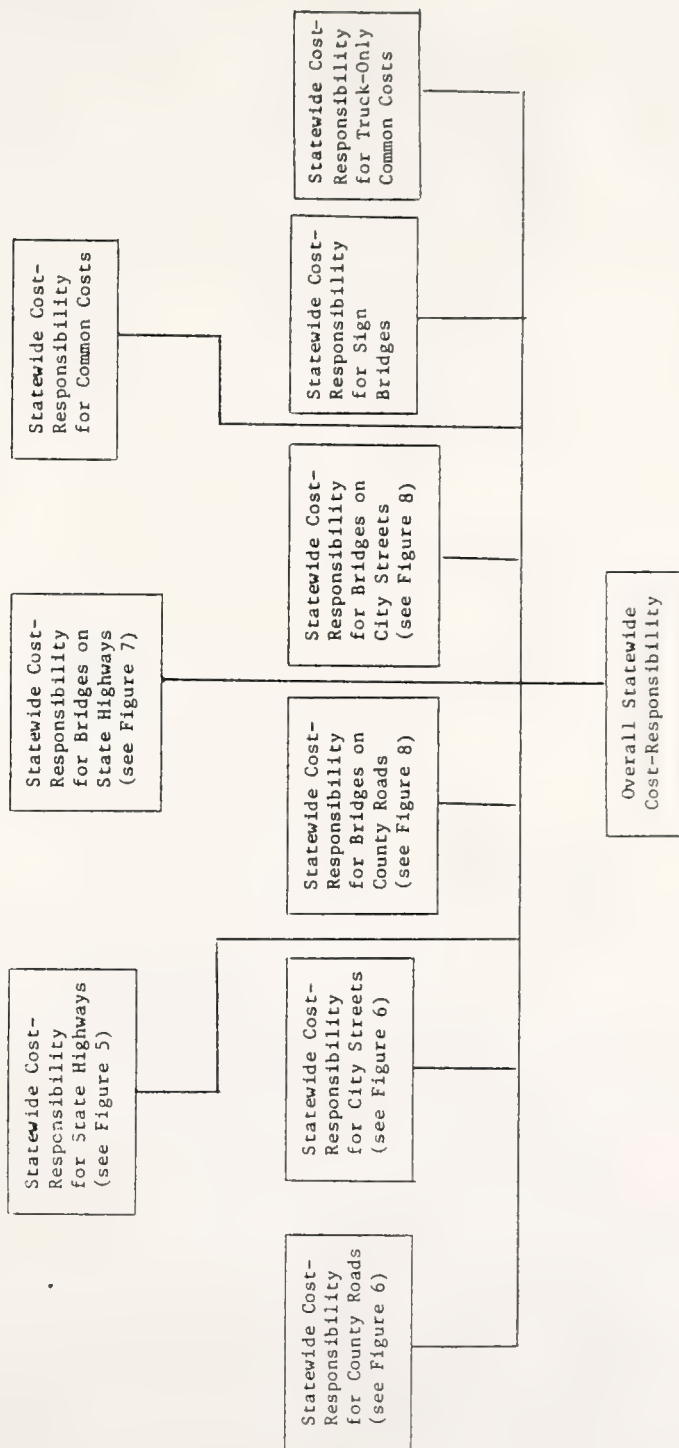 Statewide Cost-
Responsibility
for State Highways
(see Figure 5)
Statewide Cost-
Responsibility
for Bridges on
State Highways
(see Figure 7)
Statewide Cost-
Responsibility
for Common Costs
Statewide Cost-
Responsibility
for County Roads
(see Figure 6)
Statewide Cost-
Responsibility
for City Streets
(see Figure 6)
Statewide Cost-
Responsibility
for Bridges on
County Roads
(see Figure 8)
Statewide Cost-
Responsibility
for Bridges on
City Streets
(see Figure 8)
Statewide Cost-
Responsibility
for Sign
Bridges
Statewide Cost-
Responsibility
for Truck-Only
Common Costs
Overall Statewide
Cost-Responsibility